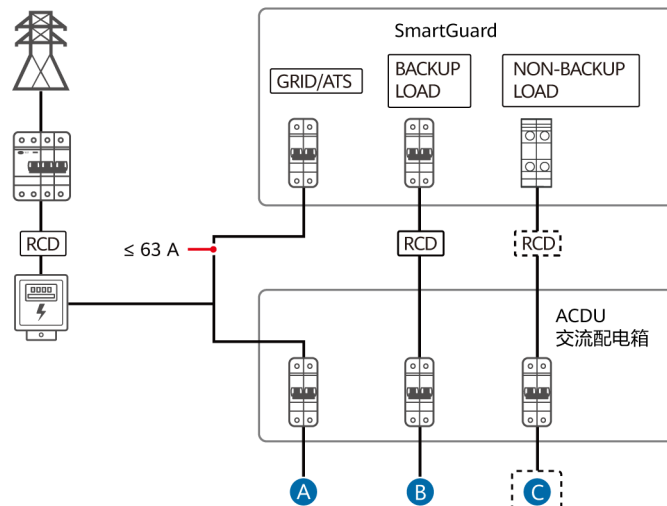 SmartGuard
GRID/ATS
BACKUP
LOAD
NON-BACKUP
LOAD
RCD
≤ 63 A
RCD
RCD
ACDU
交流配电箱
A
B
C